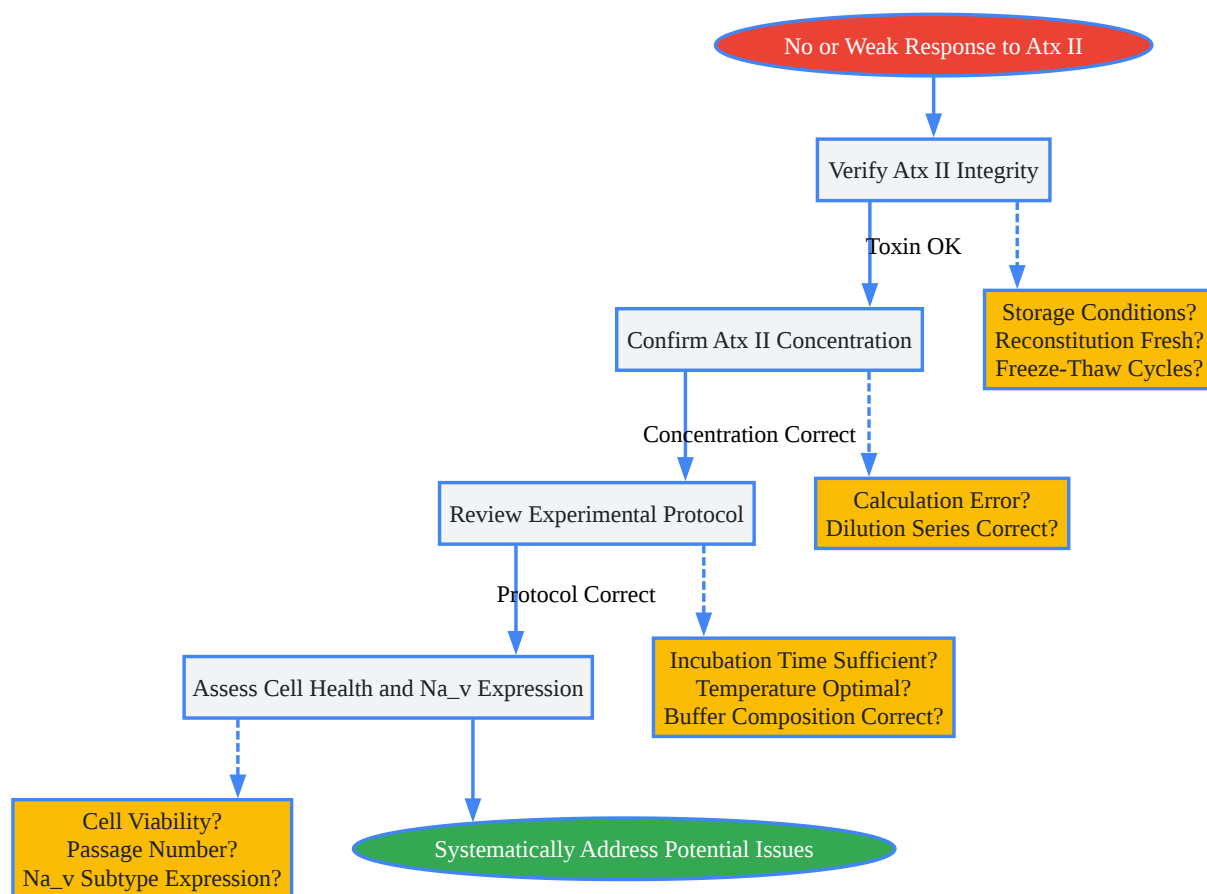 No or Weak Response to Atx II
Verify Atx II Integrity
Toxin OK
Storage Conditions?
Reconstitution Fresh?
Freeze-Thaw Cycles?
Confirm Atx II Concentration
Concentration Correct
Calculation Error?
Dilution Series Correct?
Review Experimental Protocol
Protocol Correct
Incubation Time Sufficient?
Temperature Optimal?
Buffer Composition Correct?
Assess Cell Health and Na_v Expression
Cell Viability?
Passage Number?
Na_v Subtype Expression?
Systematically Address Potential Issues